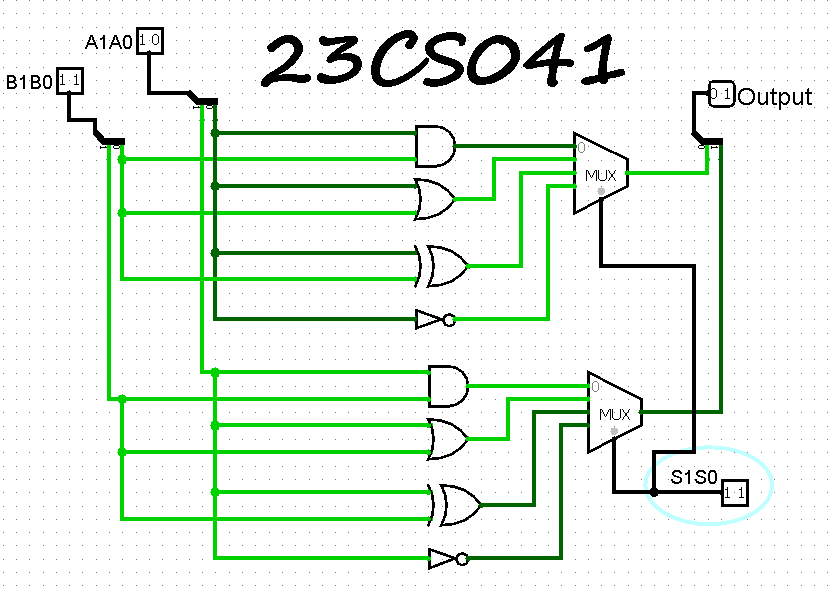 23CS041
A1A0 1 0
B1B0 1 1
0 1 Output
0
MUX
0
MUX
S1S0
1 1